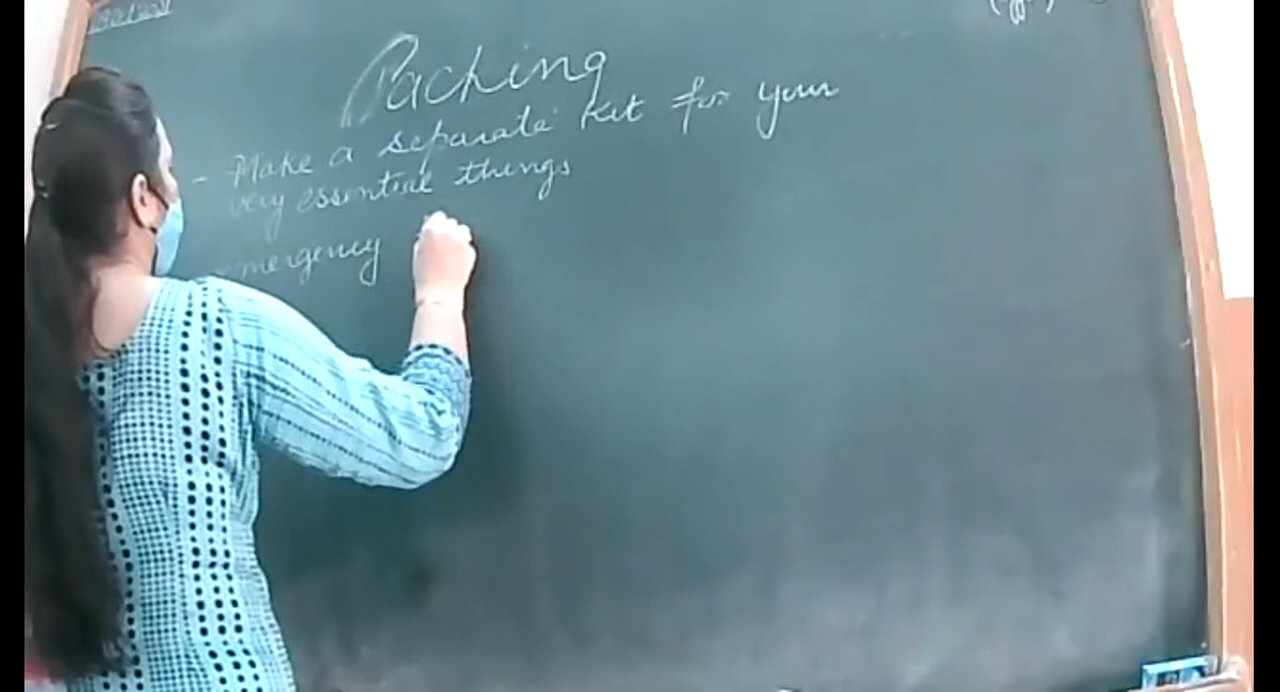 Packing
- Make a separate kit for your
very essential things
emergency